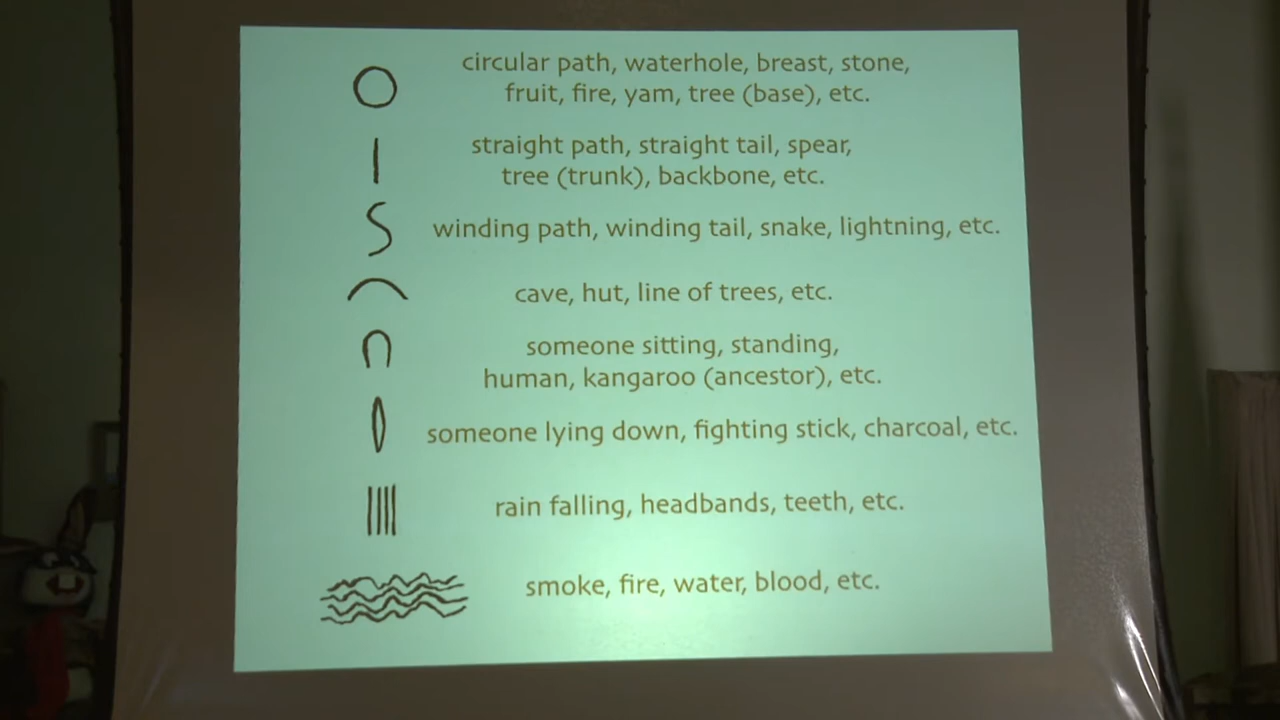 circular path, waterhole, breast, stone,
fruit, fire, yam, tree (base), etc.
straight path, straight tail, spear,
tree (trunk), backbone, etc.
winding path, winding tail, snake, lightning, etc.
cave, hut, line of trees, etc.
someone sitting, standing,
human, kangaroo (ancestor), etc.
someone lying down, fighting stick, charcoal, etc.
rain falling, headbands, teeth, etc.
smoke, fire, water, blood, etc.